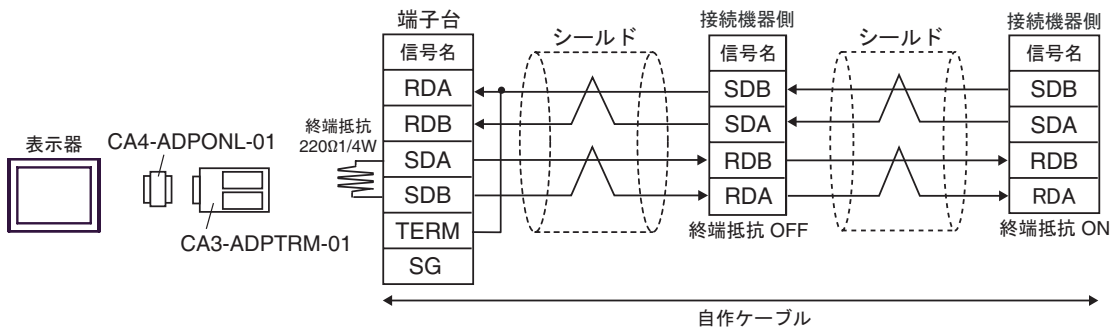 表示器
CA4-ADPONL-01
CA3-ADPTRM-01
終端抵抗
220Ω1/4W
端子台
信号名
RDA
RDB
SDA
SDB
TERM
SG
シールド
接続機器側
信号名
SDB
SDA
RDB
RDA
終端抵抗 OFF
シールド
接続機器側
信号名
SDB
SDA
RDB
RDA
終端抵抗 ON
自作ケーブル